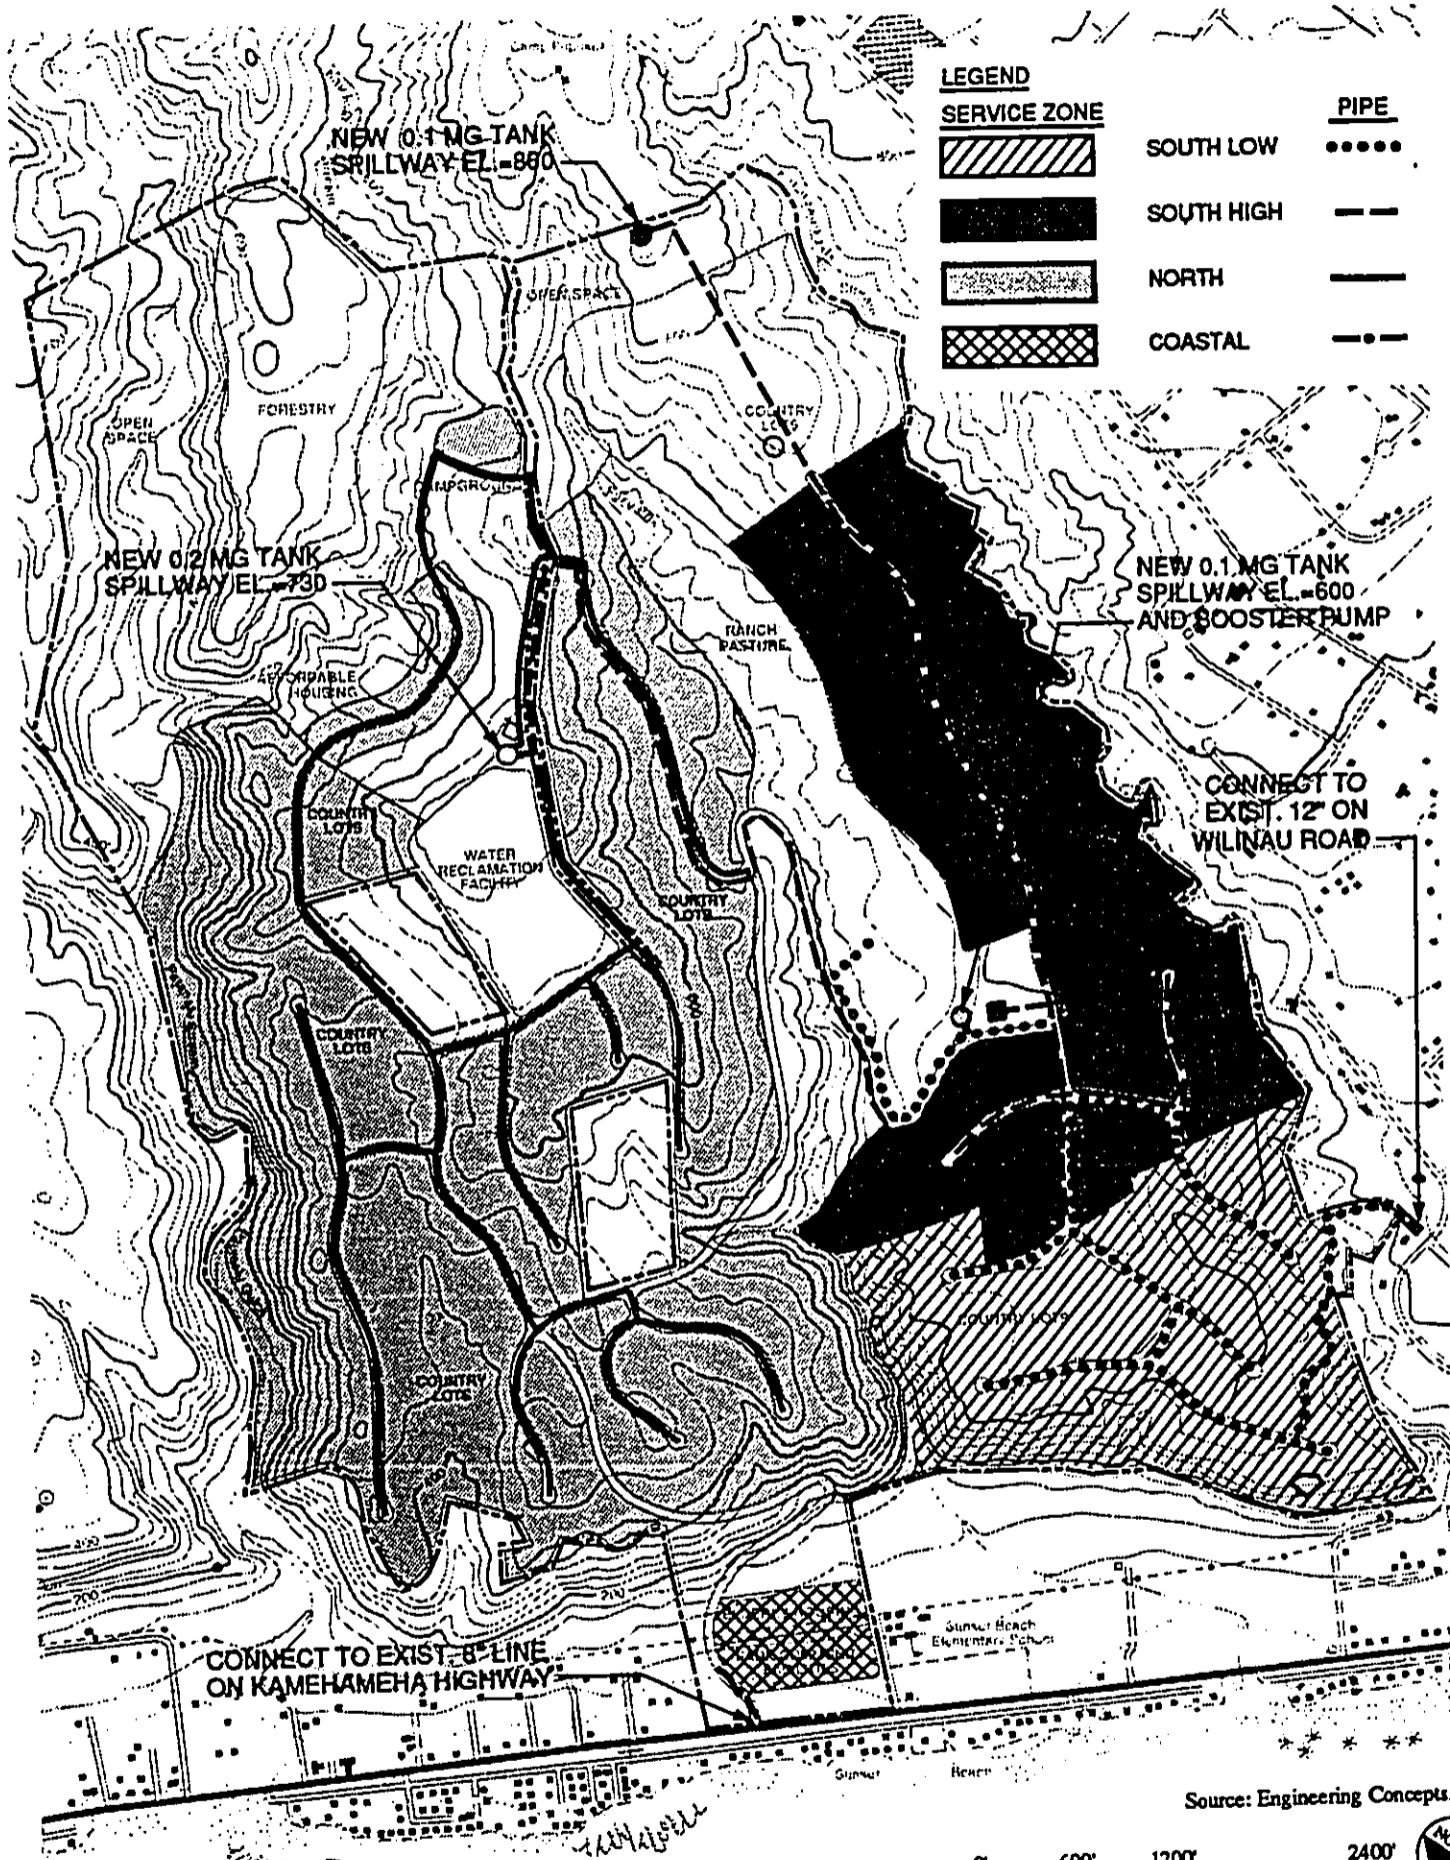 LEGEND
SERVICE ZONE
PIPE
SOUTH LOW
SOUTH HIGH
NORTH
COASTAL
NEW 0.1 MG TANK
SPILLWAY EL.=860
OPEN SPACE
FORESTRY
OPEN
SPACE
COUNTRY
LOTS
CAMPGROUND
NEW 0.2 MG TANK
SPILLWAY EL.=730
NEW 0.1 MG TANK
SPILLWAY EL.=600
AND BOOSTER PUMP
RANCH
PASTURE
AFFORDABLE
HOUSING
CONNECT TO
EXIST. 12" ON
WILINAU ROAD
COUNTRY
LOTS
WATER
RECLAMATION
FACILITY
COUNTRY
LOTS
COUNTRY
LOTS
COUNTRY LOTS
COUNTRY
LOTS
200
200
CONNECT TO EXIST. 8" LINE
ON KAMEHAMEHA HIGHWAY
Sunset Beach
Elementary School
Sunset Beach
Source: Engineering Concepts
600' 1200' 2400'